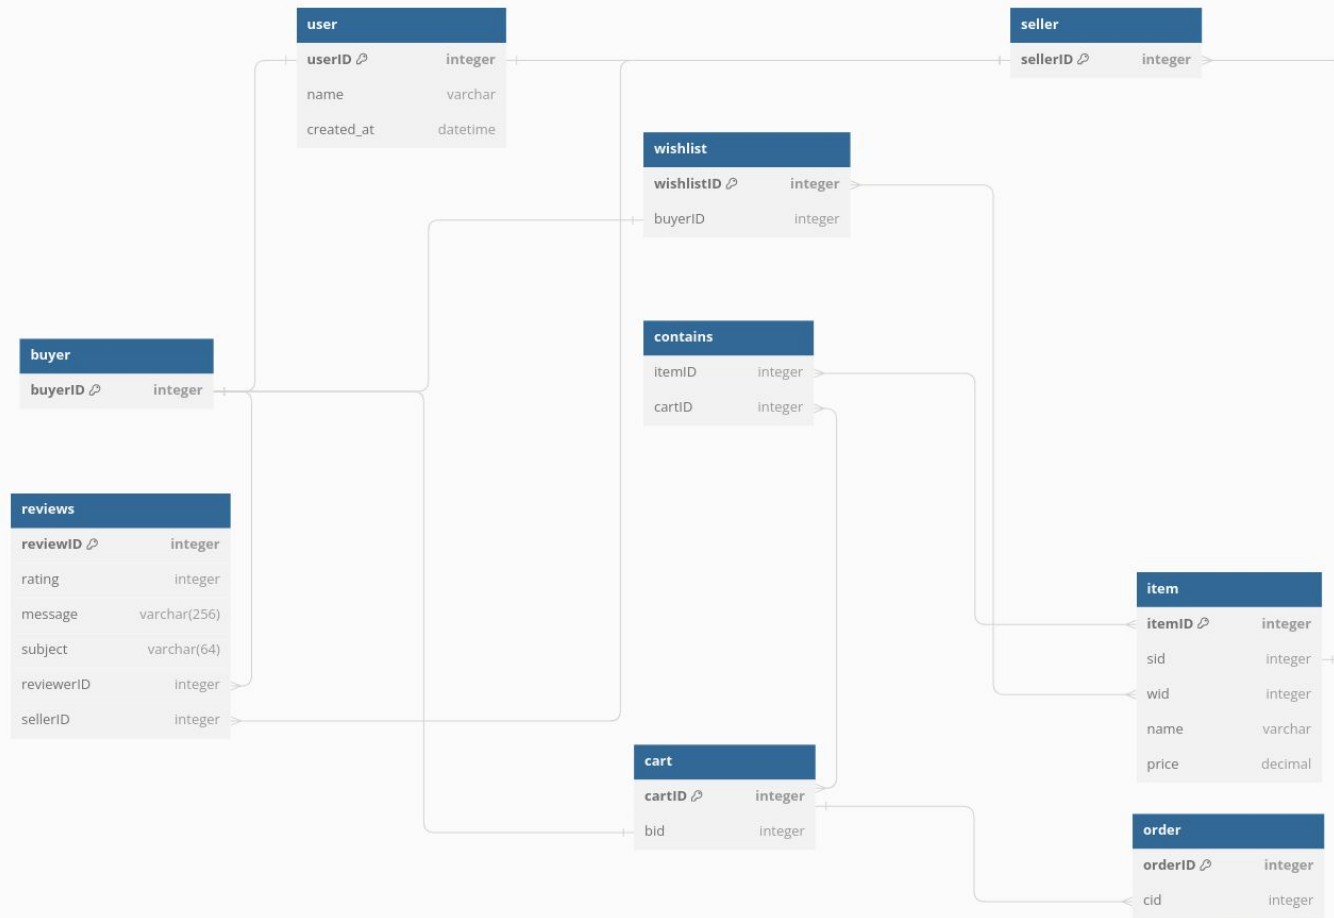 user
userID integer
name varchar
created_at datetime
seller
sellerID integer
wishlist
wishlistID integer
buyerID integer
contains
itemID integer
cartID integer
buyer
buyerID integer
reviews
reviewID integer
rating integer
message varchar(256)
subject varchar(64)
reviewerID integer
sellerID integer
item
itemID integer
sid integer
wid integer
name varchar
price decimal
cart
cartID integer
bid integer
order
orderID integer
cid integer